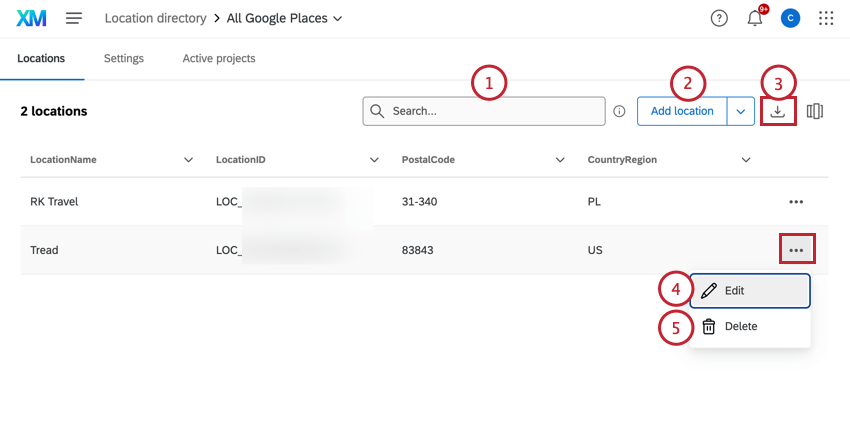 XM Location directory > All Google Places ? 9+ C
Locations Settings Active projects
1 2 3
2 locations Search... Add location
LocationName LocationID PostalCode CountryRegion
RK Travel LOC_ 31-340 PL
Tread LOC_ 83843 US
4 Edit
5 Delete